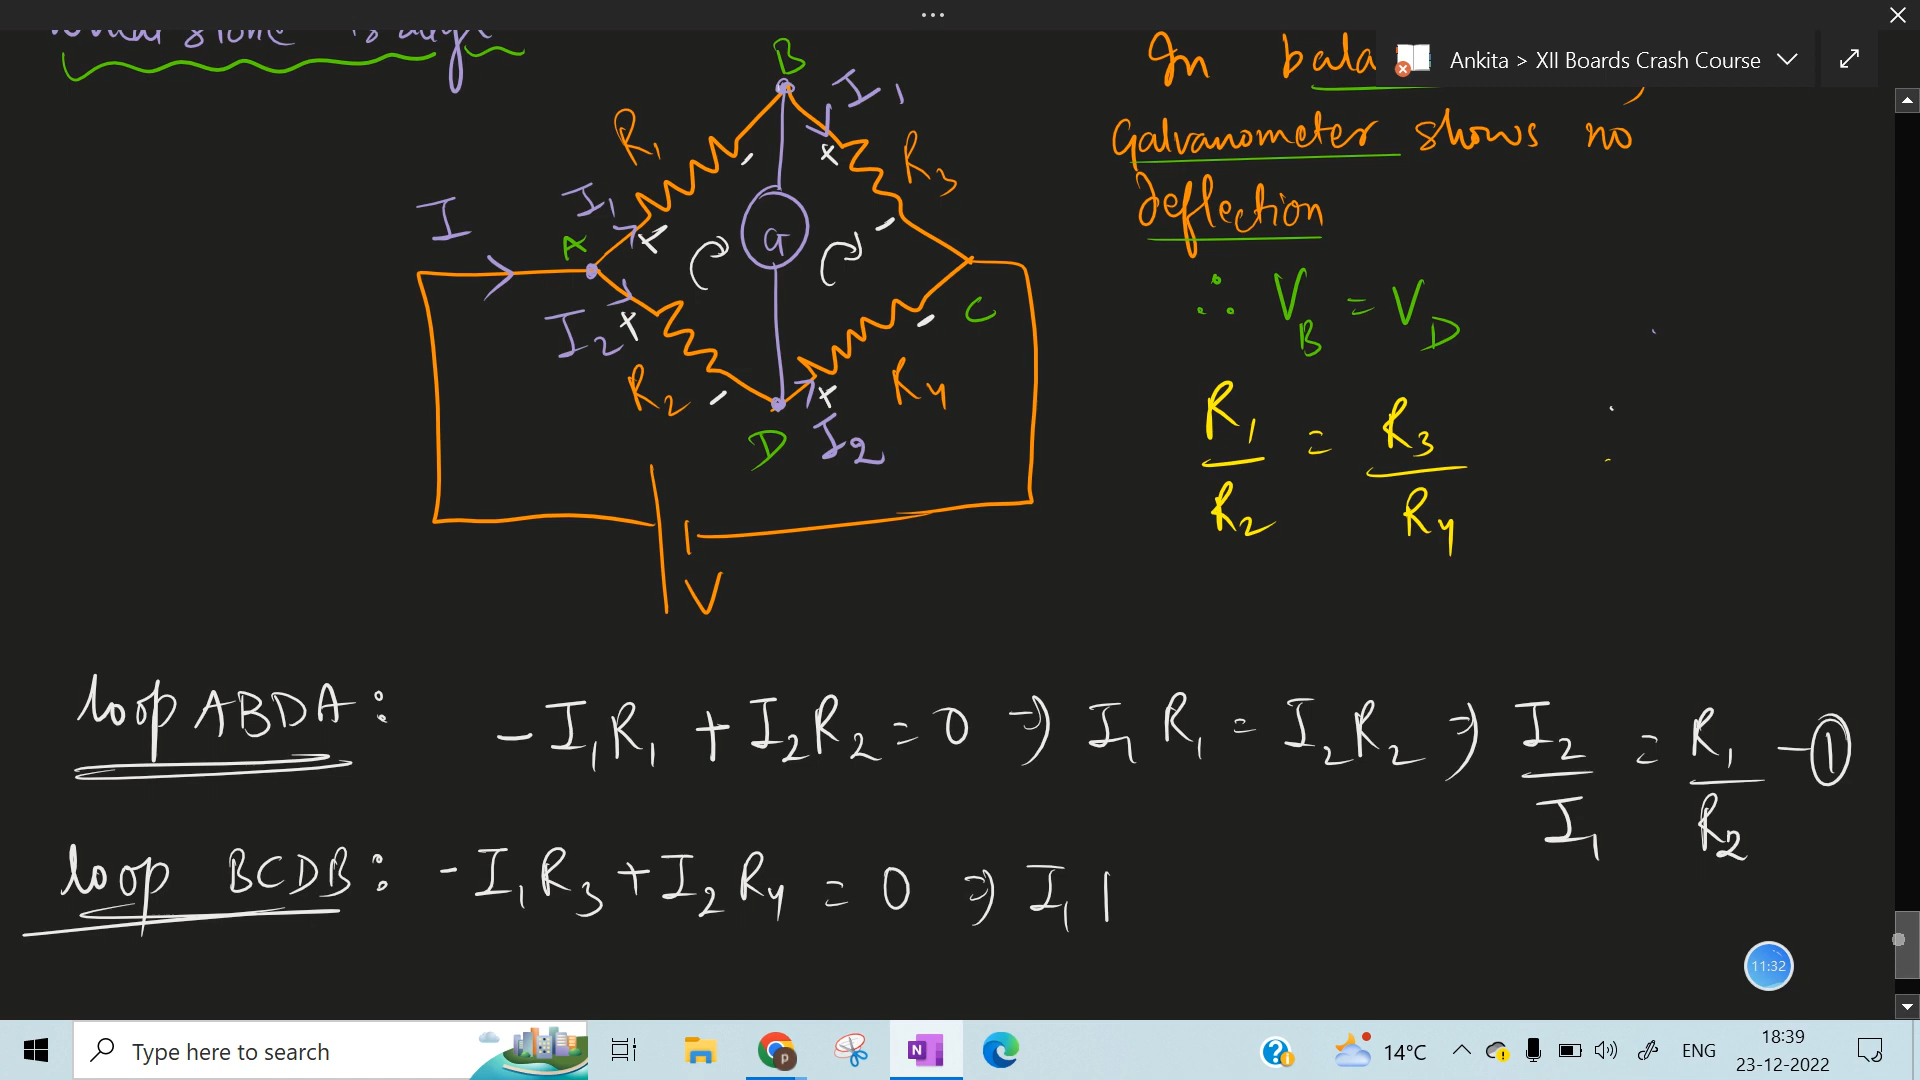 Ankita > XII Boards Crash Course
In bala
Galvanometer shows no
deflection
∴ V_B = V_D
R₁/R₂ = R₃/R₄
B
I₁
R₁
R₃
I
I₁
A
G
I₂
C
R₂
R₄
D
I₂
V
loop ABDA: -I₁R₁ + I₂R₂ = 0 ⇒ I₁R₁ = I₂R₂ ⇒ I₂/I₁ = R₁/R₂ -①
loop BCDB: -I₁R₃ + I₂R₄ = 0 ⇒ I₁
11:32
Type here to search
14°C
ENG
18:39
23-12-2022